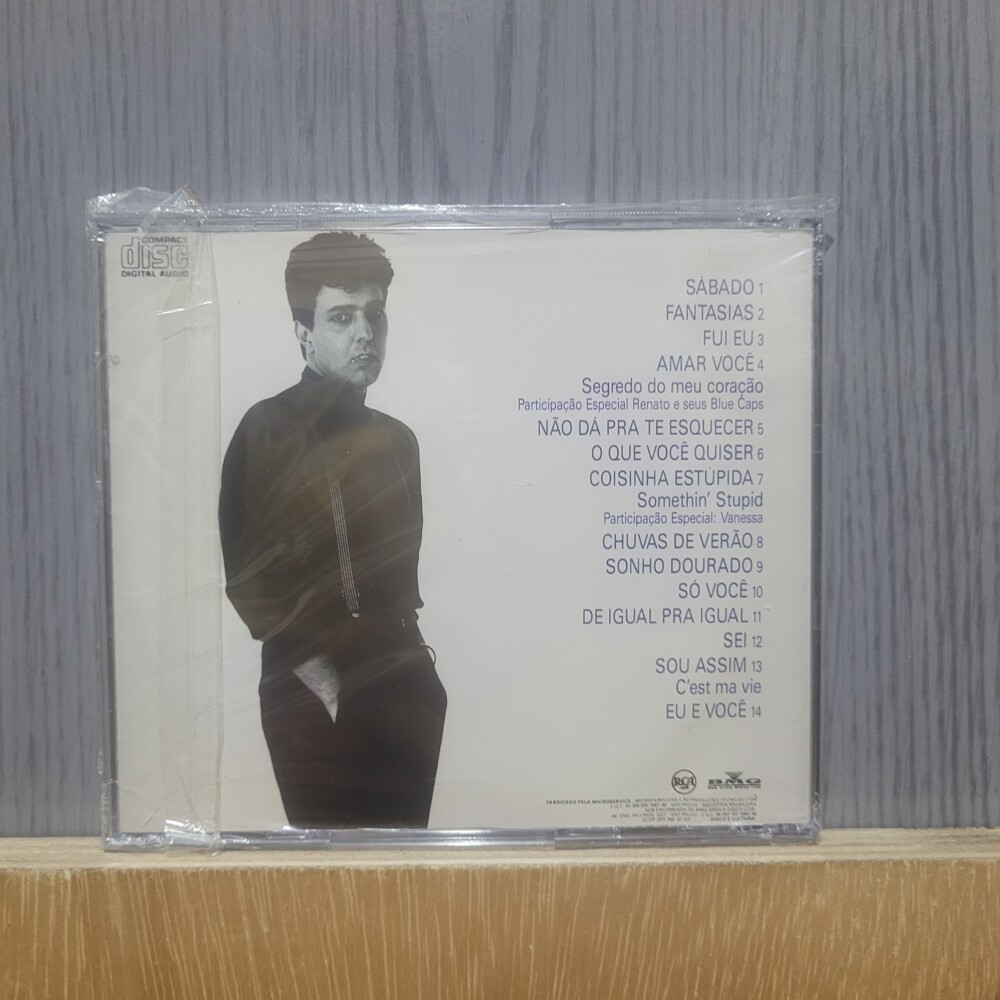 COMPACT
disc
DIGITAL AUDIO
SÁBADO 1
FANTASIAS 2
FUI EU 3
AMAR VOCÊ 4
Segredo do meu coração
Participação Especial Renato e seus Blue Caps
NÃO DÁ PRA TE ESQUECER 5
O QUE VOCÊ QUISER 6
COISINHA ESTÚPIDA 7
Somethin' Stupid
Participação Especial: Vanessa
CHUVAS DE VERÃO 8
SONHO DOURADO 9
SÓ VOCÊ 10
DE IGUAL PRA IGUAL 11
SEI 12
SOU ASSIM 13
C'est ma vie
EU E VOCÊ 14
RCA
BMG
FABRICADO PELA MICROSERVICE
DISCO É CULTURA